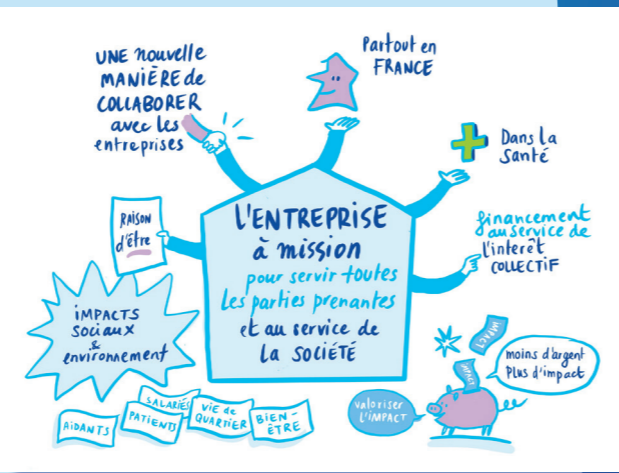 UNE nouvelle
MANIÈRE de
COLLABORER
avec les
entreprises
Partout en
FRANCE
Dans la
Santé
financement
au service de
l'interêt
COLLECTIF
RAISON
d'être
L'ENTREPRISE
à mission
pour servir toutes
Les parties prenantes
et au service de
La SOCIÉTÉ
iMPACTS
Sociaux
&
environnement
AiDANTS
SALARIÉS
PATIENTS
Vie de
QUARTIER
BIEN-
ÊTRE
valoriser
L'IMPACT
IMPACT
IMPACT
moins d'argent
Plus d'impact